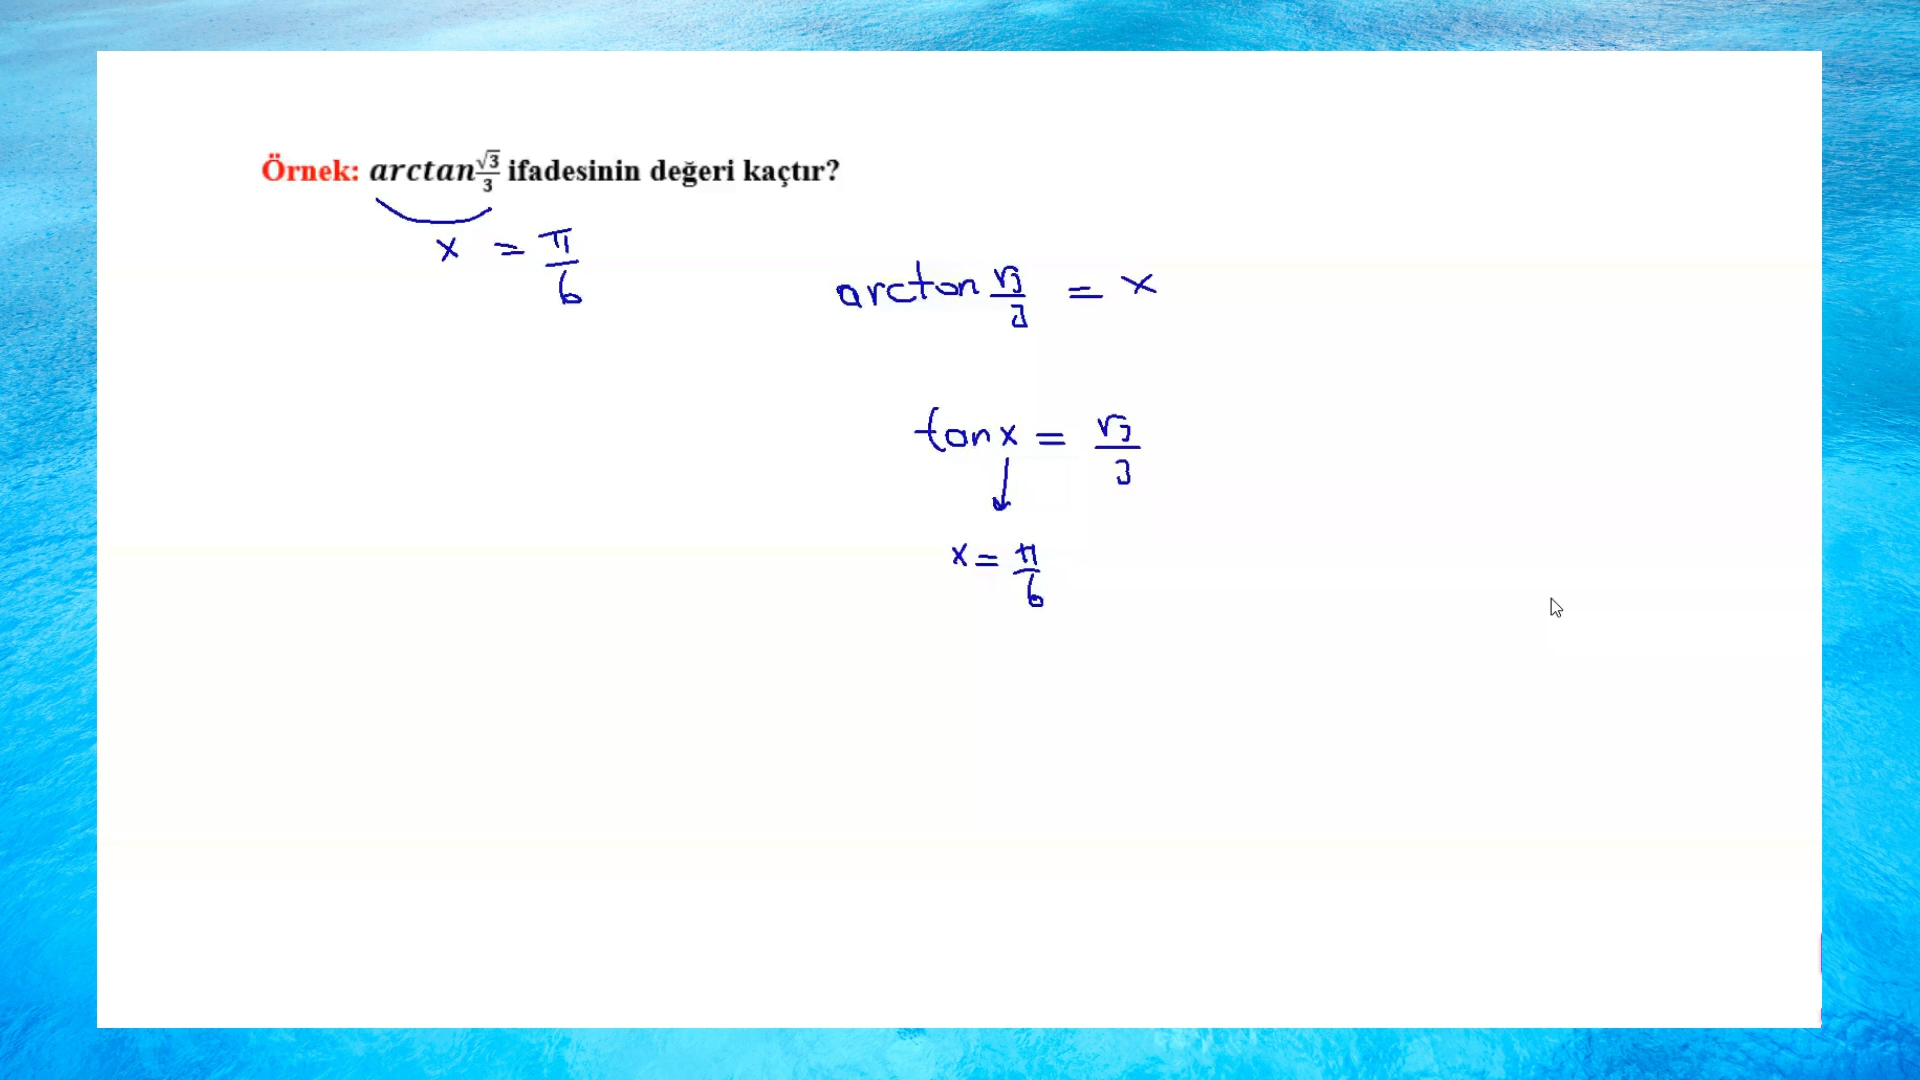 Örnek: arctan √3/3 ifadesinin değeri kaçtır?
x = π/6
arctan √3/3 = x
tan x = √3/3
x = π/6